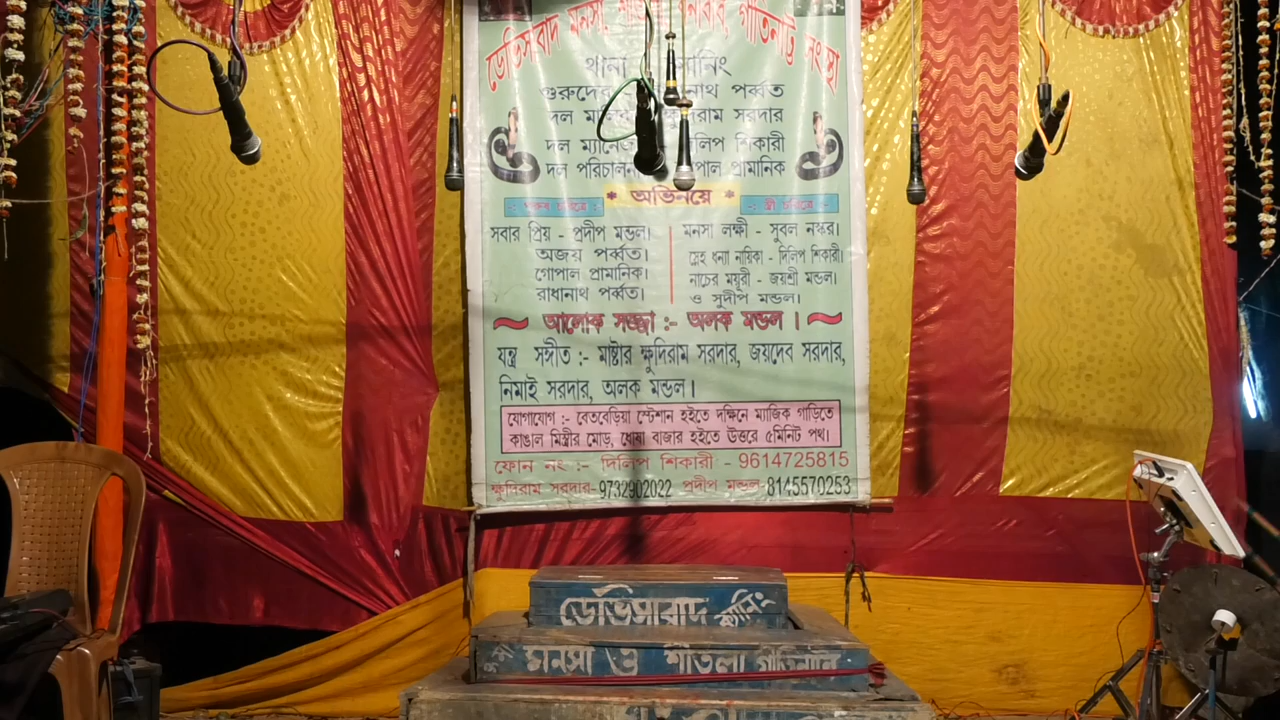 ডেভিসাবাদ মনসা, গীতিনাট্ট সংস্থা
থানা
গুরুদেব পর্ব্বত
দল ক্ষুদিরাম সরদার
দল দিলিপ শিকারী
দল পরিচালনা প্রামানিক
অভিনয়ে
সবার প্রিয় - প্রদীপ মন্ডল।
অজয় পর্ব্বত।
গোপাল প্রামানিক।
রাধানাথ পর্ব্বত।
স্ত্রী চরিত্রে :-
মনসা লক্ষী - সুবল নস্কর।
স্নেহ ধন্যা নায়িকা - দিলিপ শিকারী।
নাচের ময়ূরী - জয়শ্রী মন্ডল।
ও সুদীপ মন্ডল।
আলোক সজ্জা :- অলক মন্ডল ।
যন্ত্র সঙ্গীত :- মাষ্টার ক্ষুদিরাম সরদার, জয়দেব সরদার,
নিমাই সরদার, অলক মন্ডল।
যোগাযোগ :- বেতবেড়িয়া স্টেশান হইতে দক্ষিনে ম্যাজিক গাড়িতে
কাঙাল মিস্ত্রীর মোড়, ধোষা বাজার হইতে উত্তরে ৫মিনিট পথ।
ফোন নং :- দিলিপ শিকারী - 9614725815
ক্ষুদিরাম সরদার-9732902022 প্রদীপ মন্ডল-8145570253
ডেভিসাবাদ ক্যানিং
মনসা ও শীতলা গীতিনাট্য